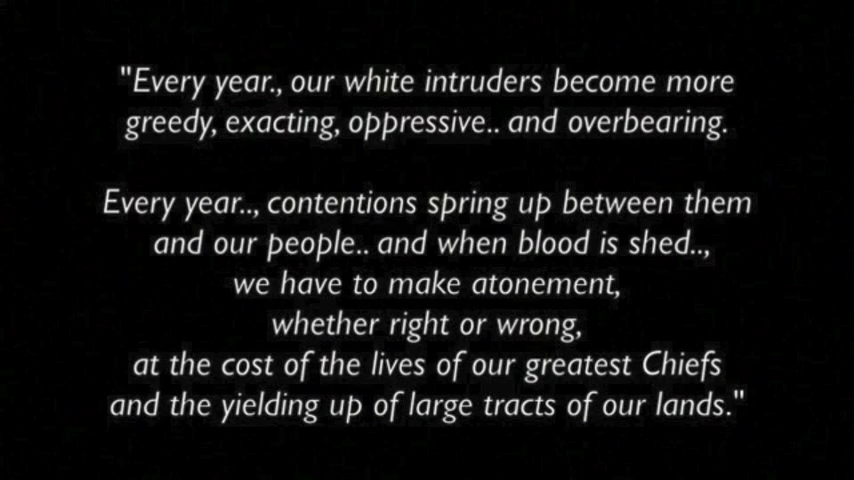 "Every year., our white intruders become more
greedy, exacting, oppressive.. and overbearing.
Every year.., contentions spring up between them
and our people.. and when blood is shed..,
we have to make atonement,
whether right or wrong,
at the cost of the lives of our greatest Chiefs
and the yielding up of large tracts of our lands."